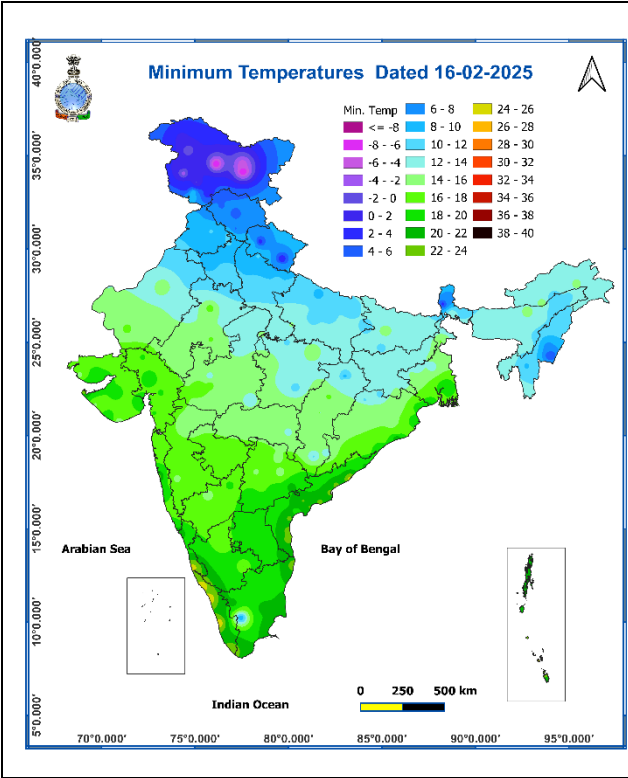 Minimum Temperatures Dated 16-02-2025
Min. Temp
<= -8
-8 - -6
-6 - -4
-4 - -2
-2 - 0
0 - 2
2 - 4
4 - 6
6 - 8
8 - 10
10 - 12
12 - 14
14 - 16
16 - 18
18 - 20
20 - 22
22 - 24
24 - 26
26 - 28
28 - 30
30 - 32
32 - 34
34 - 36
36 - 38
38 - 40
40°0.000'
35°0.000'
30°0.000'
25°0.000'
20°0.000'
15°0.000'
10°0.000'
5°0.000'
Arabian Sea
Bay of Bengal
Indian Ocean
0 250 500 km
70°0.000' 75°0.000' 80°0.000' 85°0.000' 90°0.000' 95°0.000'